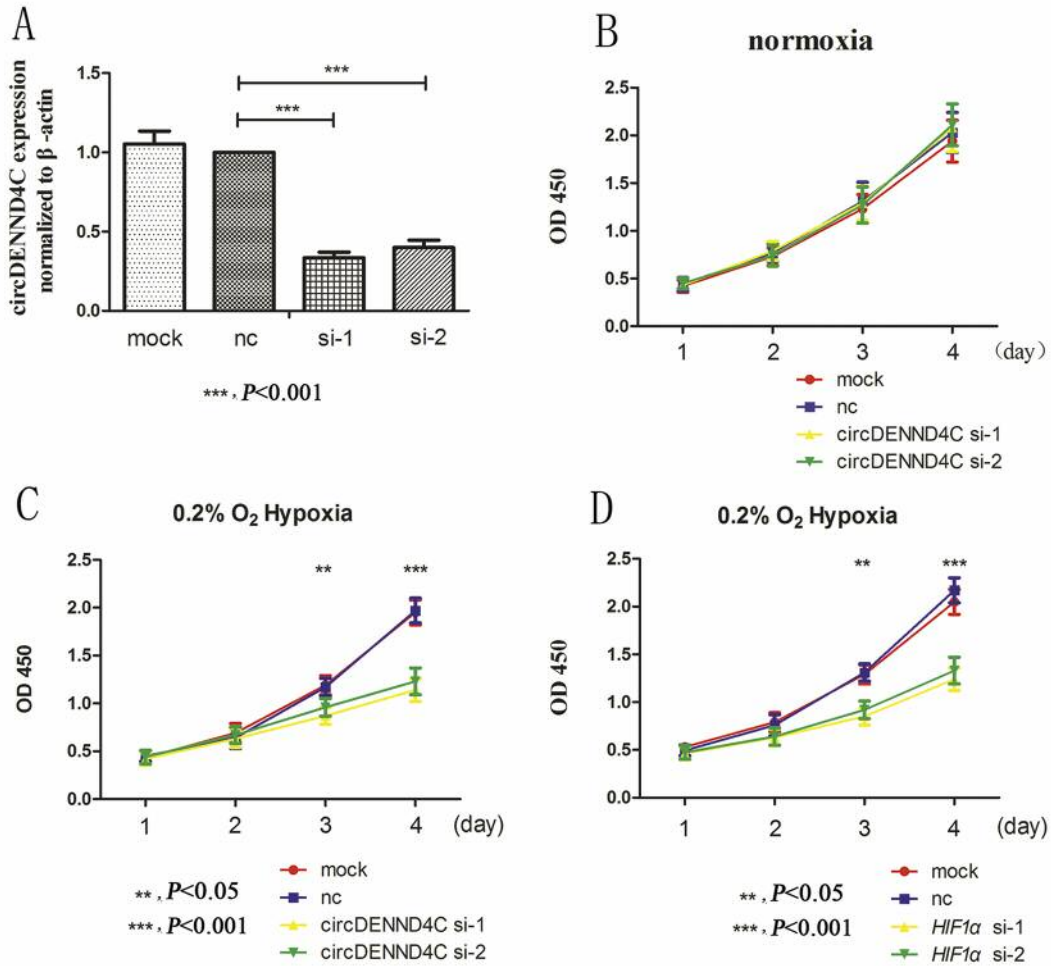 A
circDENND4C expression
normalized to β -actin
1.5
1.0
0.5
0.0
***
***
mock nc si-1 si-2
***, P<0.001
B
normoxia
OD 450
2.5
2.0
1.5
1.0
0.5
0.0
1 2 3 4 (day)
mock
nc
circDENND4C si-1
circDENND4C si-2
C
0.2% O₂ Hypoxia
OD 450
2.5
2.0
1.5
1.0
0.5
0.0
** ***
1 2 3 4 (day)
**, P<0.05
***, P<0.001
mock
nc
circDENND4C si-1
circDENND4C si-2
D
0.2% O₂ Hypoxia
OD 450
2.5
2.0
1.5
1.0
0.5
0.0
** ***
1 2 3 4 (day)
**, P<0.05
***, P<0.001
mock
nc
HIF1α si-1
HIF1α si-2